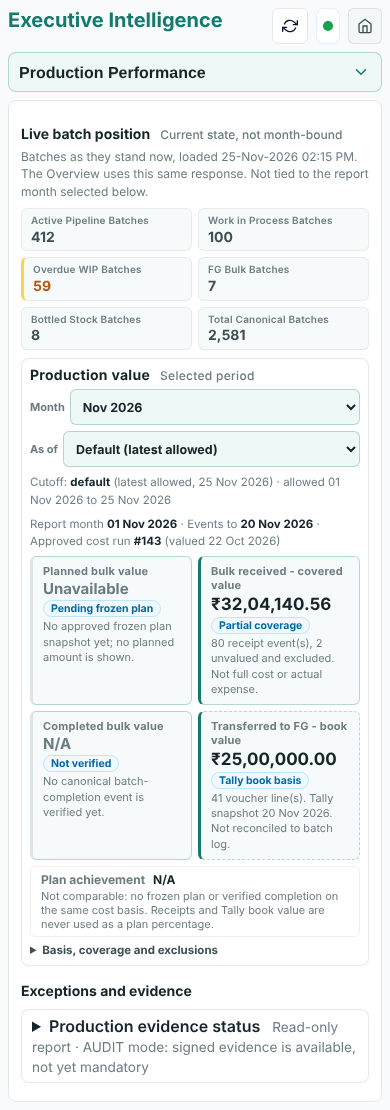 Executive Intelligence
Production Performance
Live batch position Current state, not month-bound
Batches as they stand now, loaded 25-Nov-2026 02:15 PM.
The Overview uses this same response. Not tied to the report
month selected below.
Active Pipeline Batches
412
Work in Process Batches
100
Overdue WIP Batches
59
FG Bulk Batches
7
Bottled Stock Batches
8
Total Canonical Batches
2,581
Production value Selected period
Month Nov 2026
As of Default (latest allowed)
Cutoff: default (latest allowed, 25 Nov 2026) · allowed 01
Nov 2026 to 25 Nov 2026
Report month 01 Nov 2026 · Events to 20 Nov 2026 ·
Approved cost run #143 (valued 22 Oct 2026)
Planned bulk value
Unavailable
Pending frozen plan
No approved frozen plan
snapshot yet; no planned
amount is shown.
Bulk received - covered
value
₹32,04,140.56
Partial coverage
80 receipt event(s), 2
unvalued and excluded.
Not full cost or actual
expense.
Completed bulk value
N/A
Not verified
No canonical batch-
completion event is
verified yet.
Transferred to FG - book
value
₹25,00,000.00
Tally book basis
41 voucher line(s). Tally
snapshot 20 Nov 2026.
Not reconciled to batch
log.
Plan achievement N/A
Not comparable: no frozen plan or verified completion on
the same cost basis. Receipts and Tally book value are
never used as a plan percentage.
Basis, coverage and exclusions
Exceptions and evidence
Production evidence status Read-only
report · AUDIT mode: signed evidence is available,
not yet mandatory